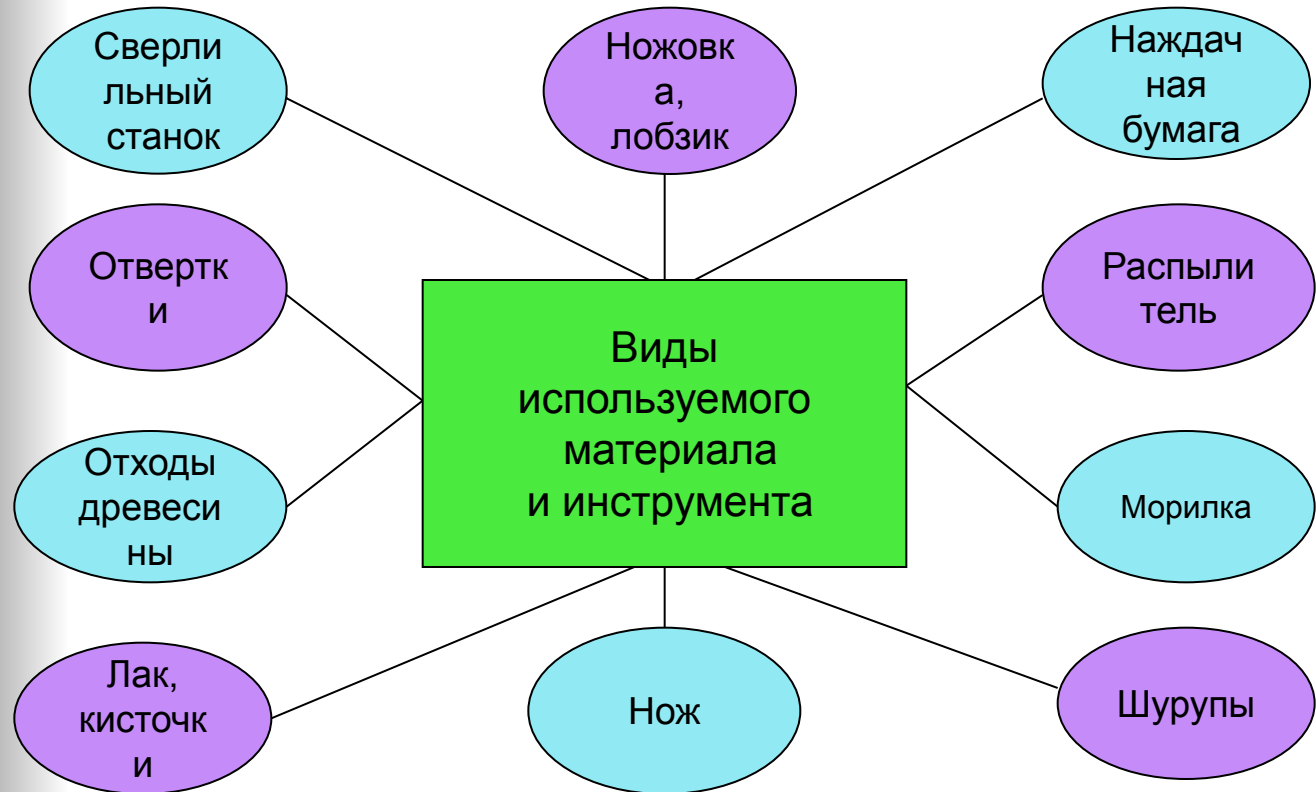 Сверли
льный
станок
Ножовк
а,
лобзик
Наждач
ная
бумага
Отвертк
и
Распыли
тель
Виды
используемого
материала
и инструмента
Отходы
древеси
ны
Морилка
Лак,
кисточк
и
Нож
Шурупы